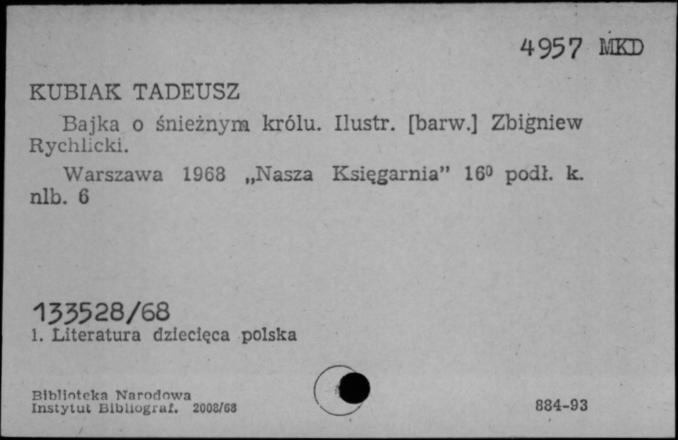 4957 MKD
KUBIAK TADEUSZ
Bajka o śnieżnym królu. Ilustr. [barw.] Zbigniew
Rychlicki.
Warszawa 1968 „Nasza Księgarnia” 16⁰ podł. k.
nlb. 6
133528/68
1. Literatura dziecięca polska
Biblioteka Narodowa
Instytut Bibliograf. 2008/68
884-93